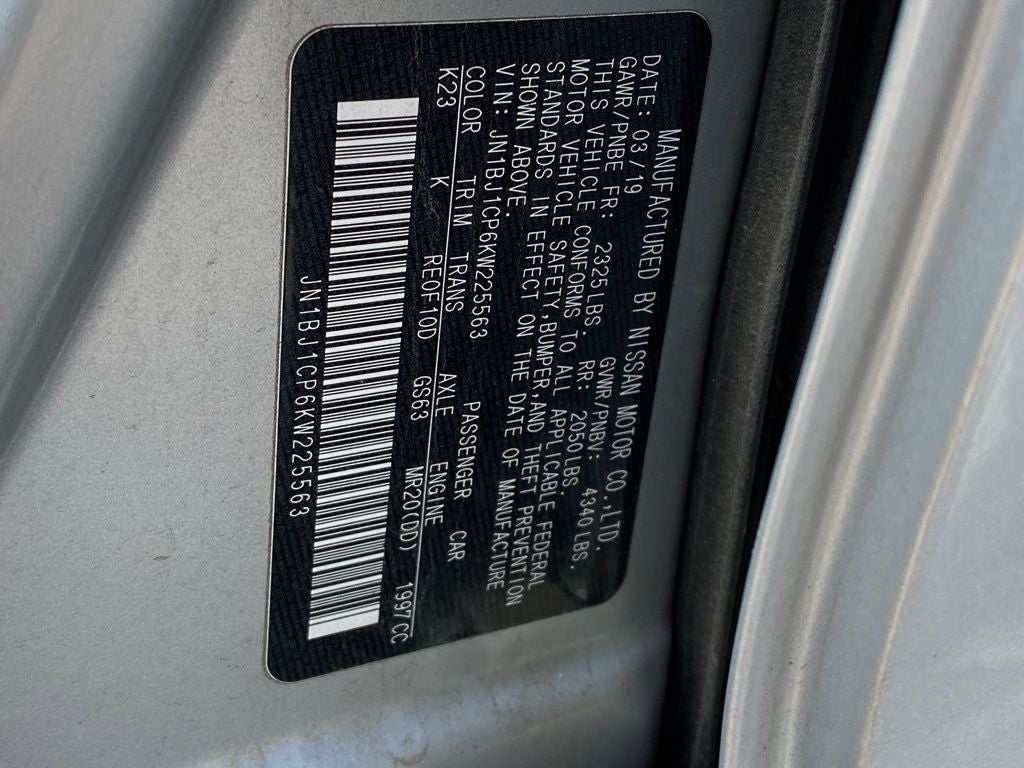 MANUFACTURED BY NISSAN MOTOR CO.,LTD.
DATE: 03/19 GVWR/PNBV: 4340LBS.
GAWR/PNBE FR: 2325LBS. RR: 2050LBS.
THIS VEHICLE CONFORMS TO ALL APPLICABLE FEDERAL
MOTOR VEHICLE SAFETY,BUMPER,AND THEFT PREVENTION
STANDARDS IN EFFECT ON THE DATE OF MANUFACTURE
SHOWN ABOVE.
VIN: JN1BJ1CP6KW225563 PASSENGER CAR
COLOR TRIM TRANS AXLE ENGINE
K23 K RE0F10D GS63 MR20(DD) 1997CC
JN1BJ1CP6KW225563